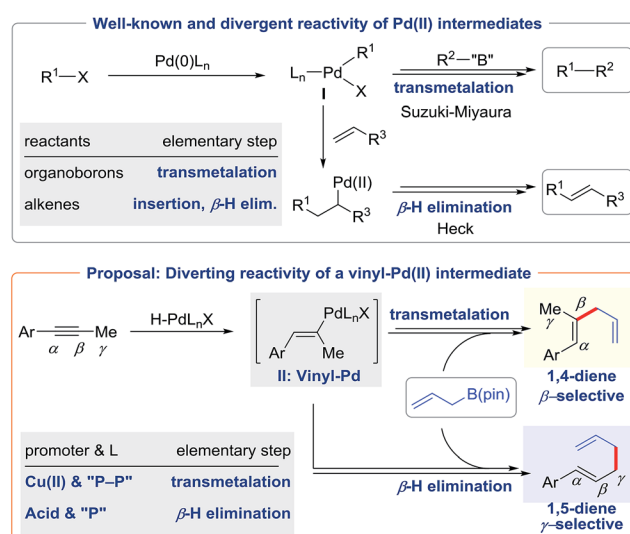 Well-known and divergent reactivity of Pd(II) intermediates
R¹—X
Pd(0)Lₙ
Lₙ—Pd
R¹
X
I
R²—"B"
transmetalation
Suzuki-Miyaura
R¹—R²
reactants elementary step
organoborons transmetalation
alkenes insertion, β-H elim.
R³
Pd(II)
R¹
R³
β-H elimination
Heck
R¹
R³
Proposal: Diverting reactivity of a vinyl-Pd(II) intermediate
Ar
Me
α β γ
H-PdLₙX
PdLₙX
Ar
Me
II: Vinyl-Pd
transmetalation
B(pin)
Me
γ
β
α
Ar
1,4-diene
β–selective
promoter & L elementary step
Cu(II) & "P–P" transmetalation
Acid & "P" β-H elimination
β-H elimination
Ar
α
β
γ
1,5-diene
γ-selective